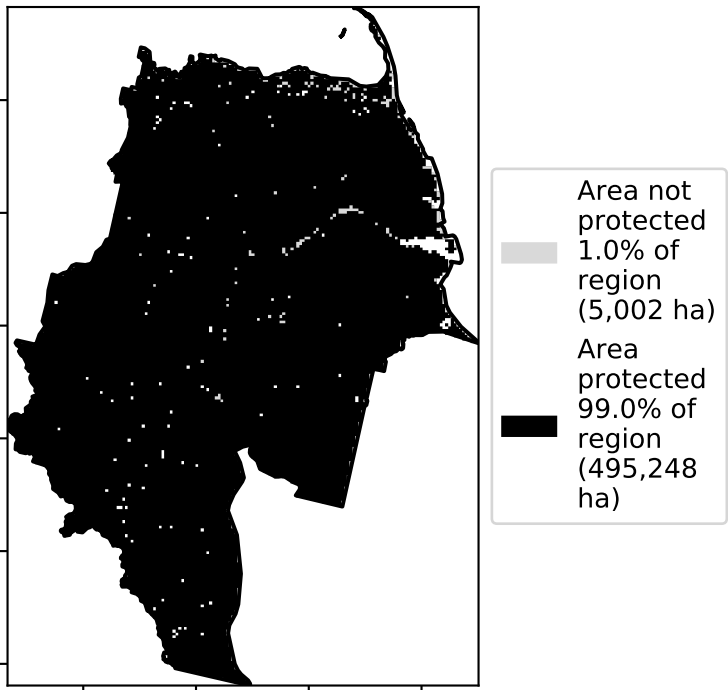 Area not
protected
1.0% of
region
(5,002 ha)
Area
protected
99.0% of
region
(495,248
ha)